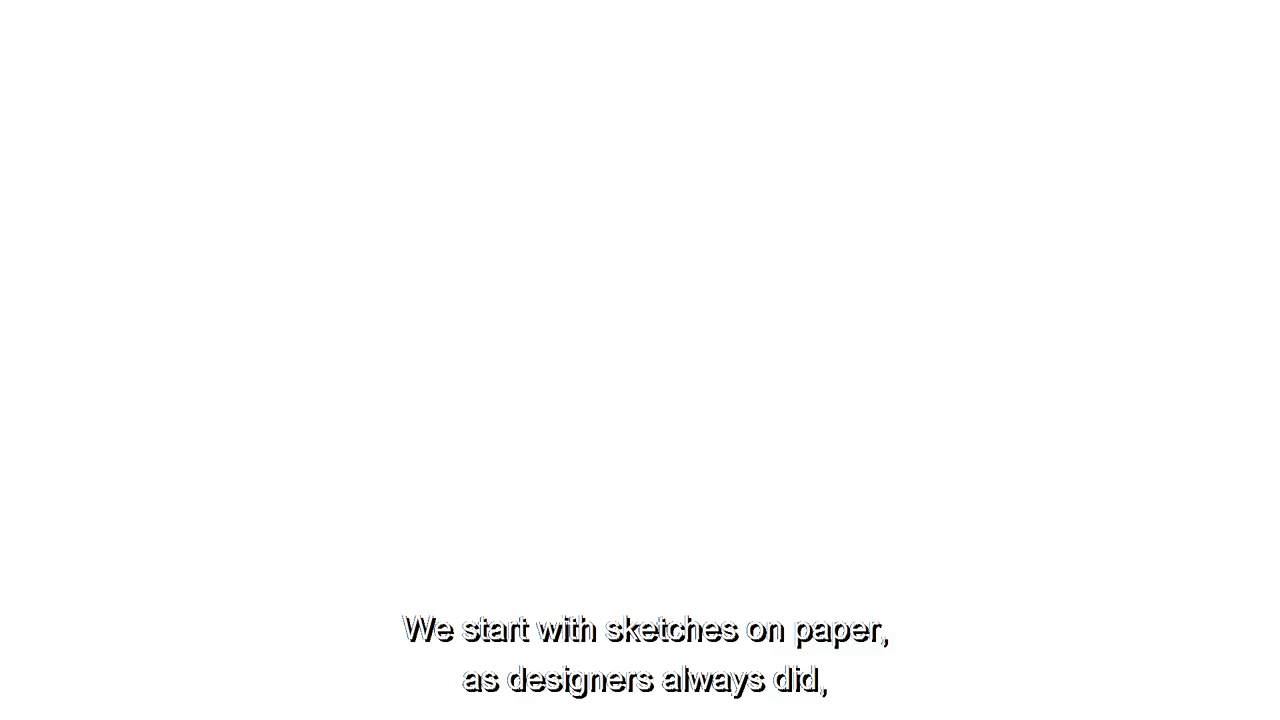 We start with sketches on paper,
as designers always did,